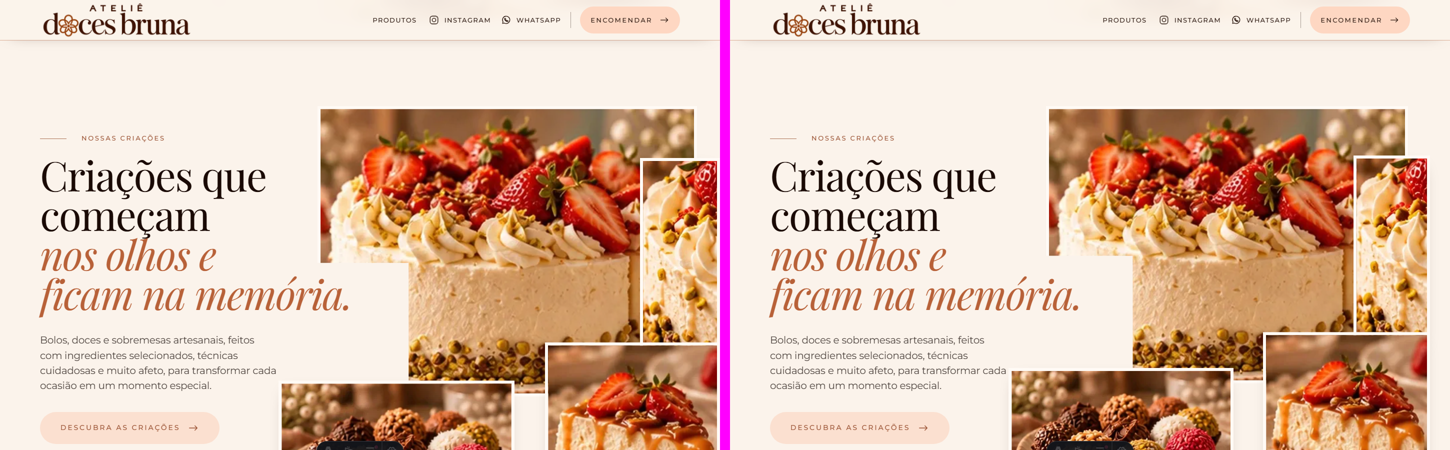 ATELIÊ
doces bruna
PRODUTOS
INSTAGRAM
WHATSAPP
ENCOMENDAR
NOSSAS CRIAÇÕES
Criações que
começam
nos olhos e
ficam na memória.
Bolos, doces e sobremesas artesanais, feitos
com ingredientes selecionados, técnicas
cuidadosas e muito afeto, para transformar cada
ocasião em um momento especial.
DESCUBRA AS CRIAÇÕES
ATELIÊ
doces bruna
PRODUTOS
INSTAGRAM
WHATSAPP
ENCOMENDAR
NOSSAS CRIAÇÕES
Criações que
começam
nos olhos e
ficam na memória.
Bolos, doces e sobremesas artesanais, feitos
com ingredientes selecionados, técnicas
cuidadosas e muito afeto, para transformar cada
ocasião em um momento especial.
DESCUBRA AS CRIAÇÕES